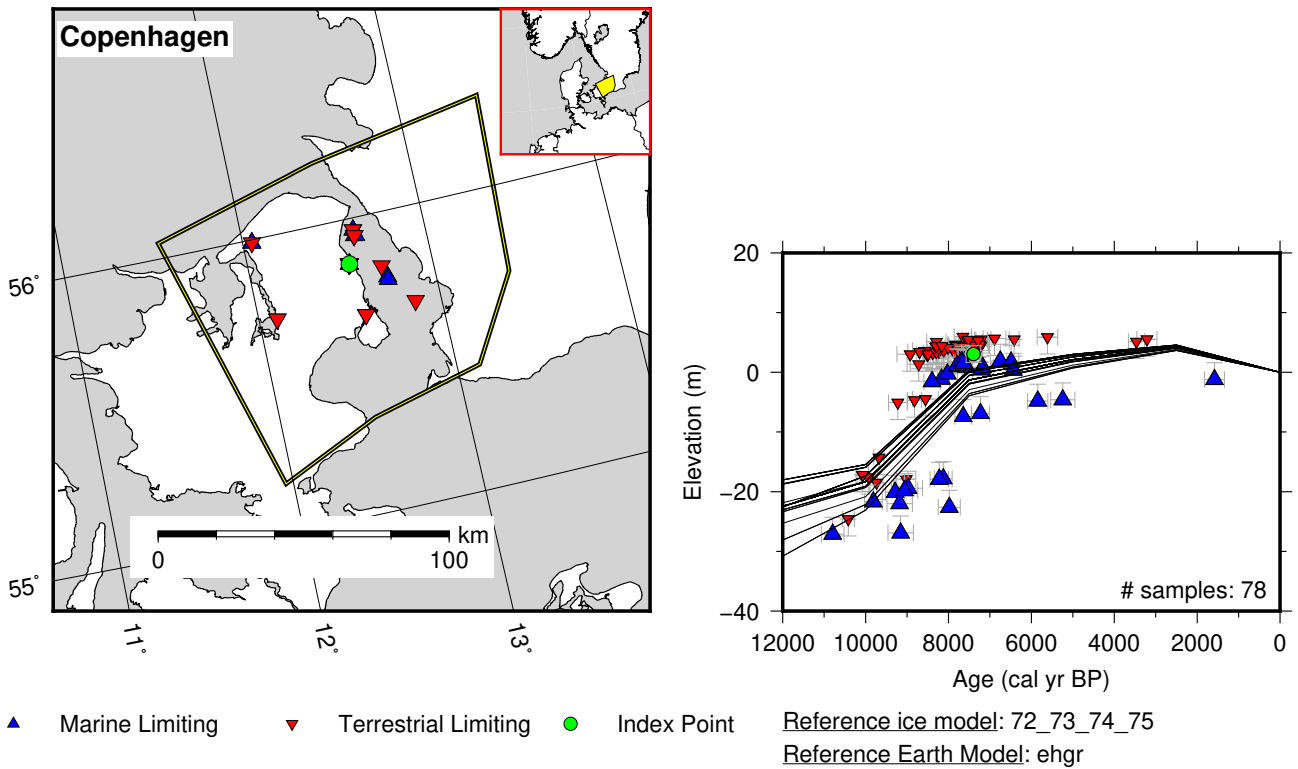 Copenhagen
56°
55°
11°
12°
13°
km
0
100
20
0
−20
−40
Elevation (m)
# samples: 78
12000
10000
8000
6000
4000
2000
0
Age (cal yr BP)
Marine Limiting
Terrestrial Limiting
Index Point
Reference ice model: 72_73_74_75
Reference Earth Model: ehgr